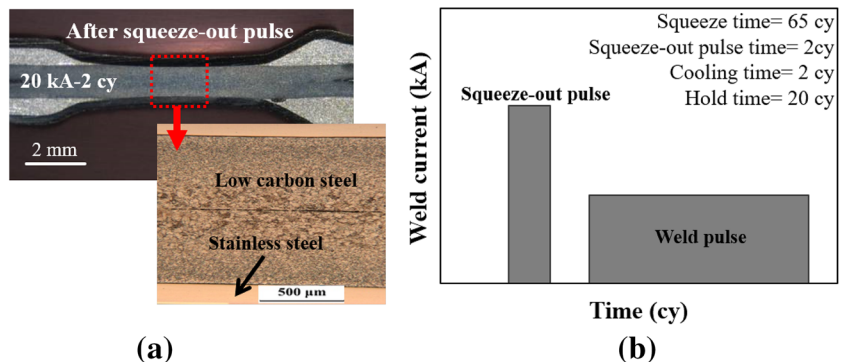 After squeeze-out pulse
20 kA-2 cy
2 mm
Low carbon steel
Stainless steel
500 µm
(a)
Squeeze time= 65 cy
Squeeze-out pulse time= 2cy
Cooling time= 2 cy
Hold time= 20 cy
Squeeze-out pulse
Weld pulse
Weld current (kA)
Time (cy)
(b)